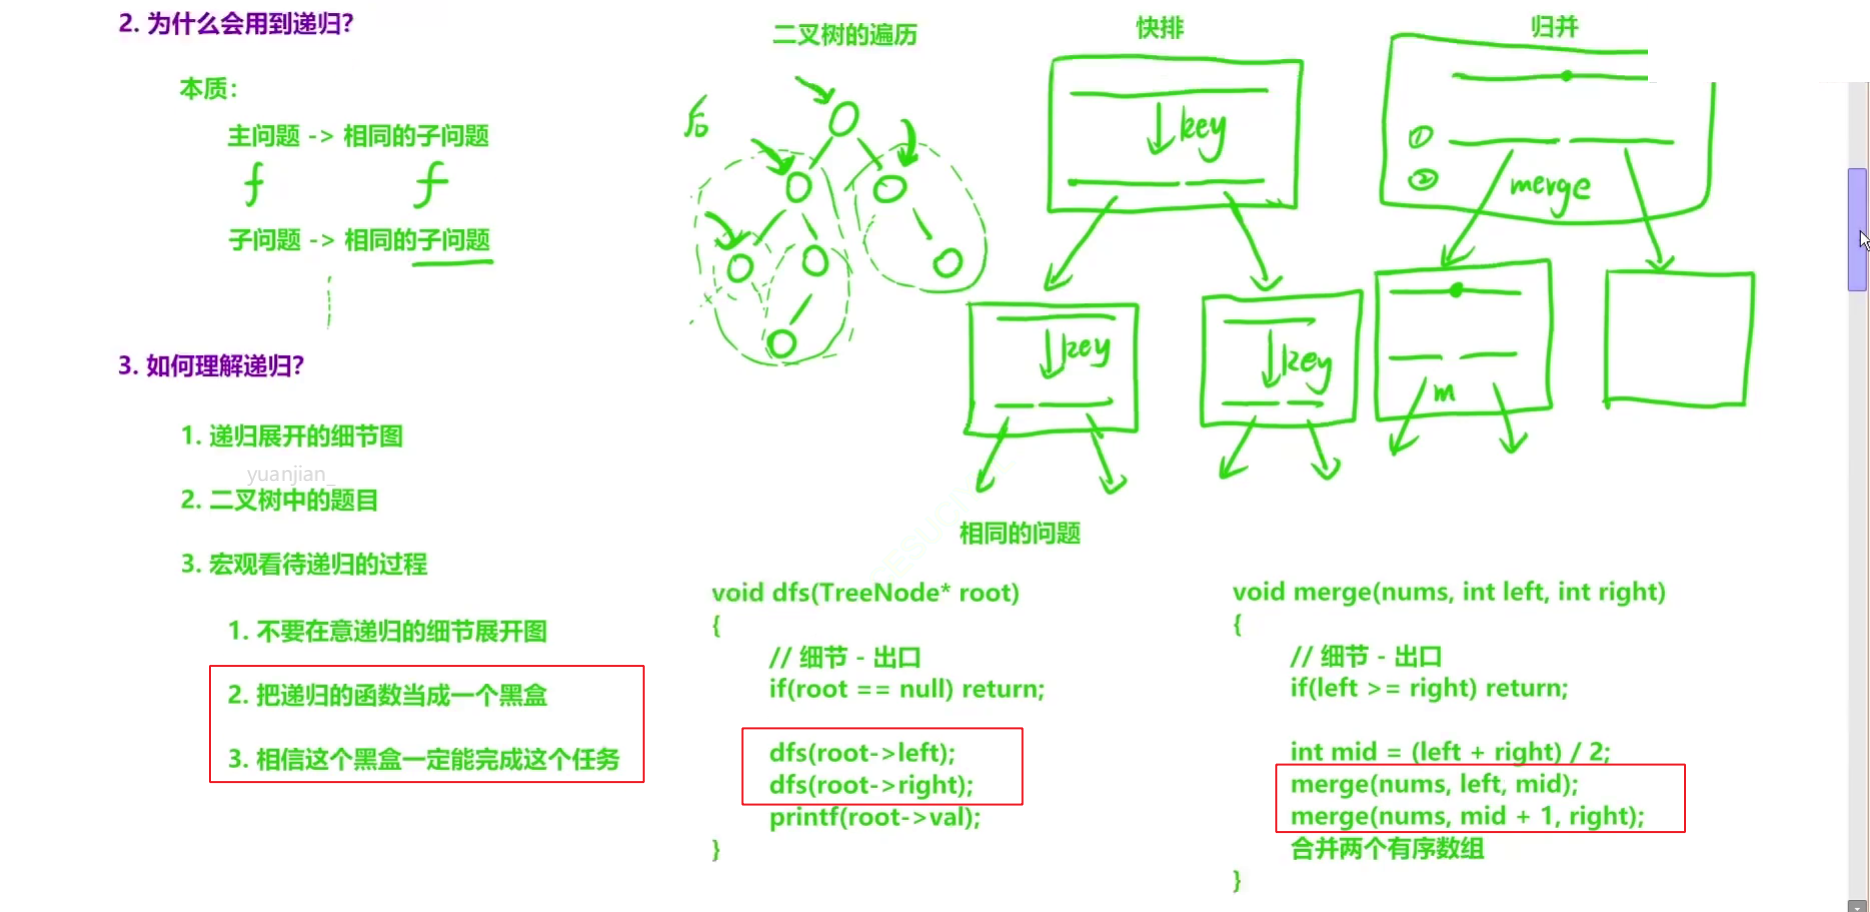 2. 为什么会用到递归?
本质:
主问题 -> 相同的子问题
f f
子问题 -> 相同的子问题
3. 如何理解递归?
1. 递归展开的细节图
yuanjian_
2. 二叉树中的题目
3. 宏观看待递归的过程
1. 不要在意递归的细节展开图
2. 把递归的函数当成一个黑盒
3. 相信这个黑盒一定能完成这个任务
二叉树的遍历
后
快排
key
key
key
归并
①
② merge
m
相同的问题
void dfs(TreeNode* root)
{
// 细节 - 出口
if(root == null) return;
dfs(root->left);
dfs(root->right);
printf(root->val);
}
void merge(nums, int left, int right)
{
// 细节 - 出口
if(left >= right) return;
int mid = (left + right) / 2;
merge(nums, left, mid);
merge(nums, mid + 1, right);
合并两个有序数组
}